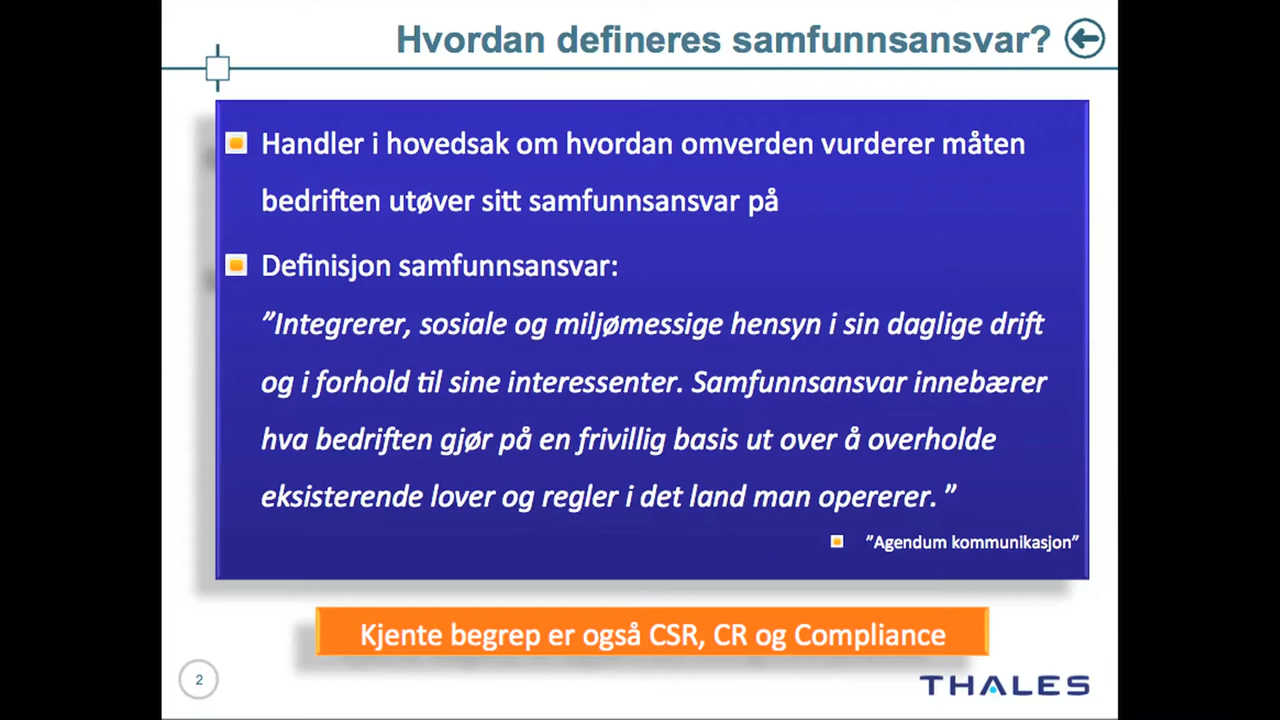 Hvordan defineres samfunnsansvar?
Handler i hovedsak om hvordan omverden vurderer måten
bedriften utøver sitt samfunnsansvar på
Definisjon samfunnsansvar:
”Integrerer, sosiale og miljømessige hensyn i sin daglige drift
og i forhold til sine interessenter. Samfunnsansvar innebærer
hva bedriften gjør på en frivillig basis ut over å overholde
eksisterende lover og regler i det land man opererer. ”
”Agendum kommunikasjon”
Kjente begrep er også CSR, CR og Compliance
2
THALES